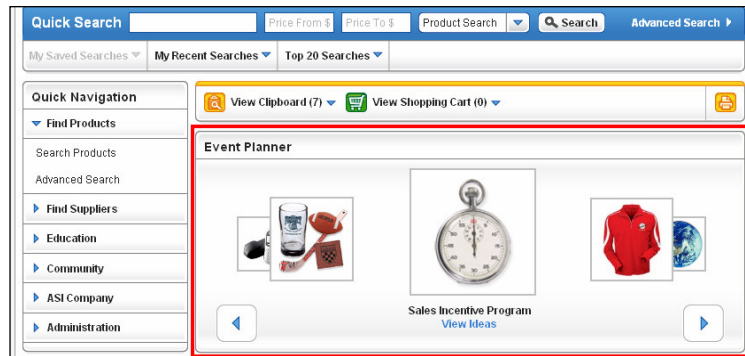 Quick Search Price From $ Price To $ Product Search Search Advanced Search
My Saved Searches My Recent Searches Top 20 Searches
Quick Navigation
View Clipboard (7) View Shopping Cart (0)
Find Products
Search Products
Advanced Search
Find Suppliers
Education
Community
ASI Company
Administration
Event Planner
Sales Incentive Program
View Ideas